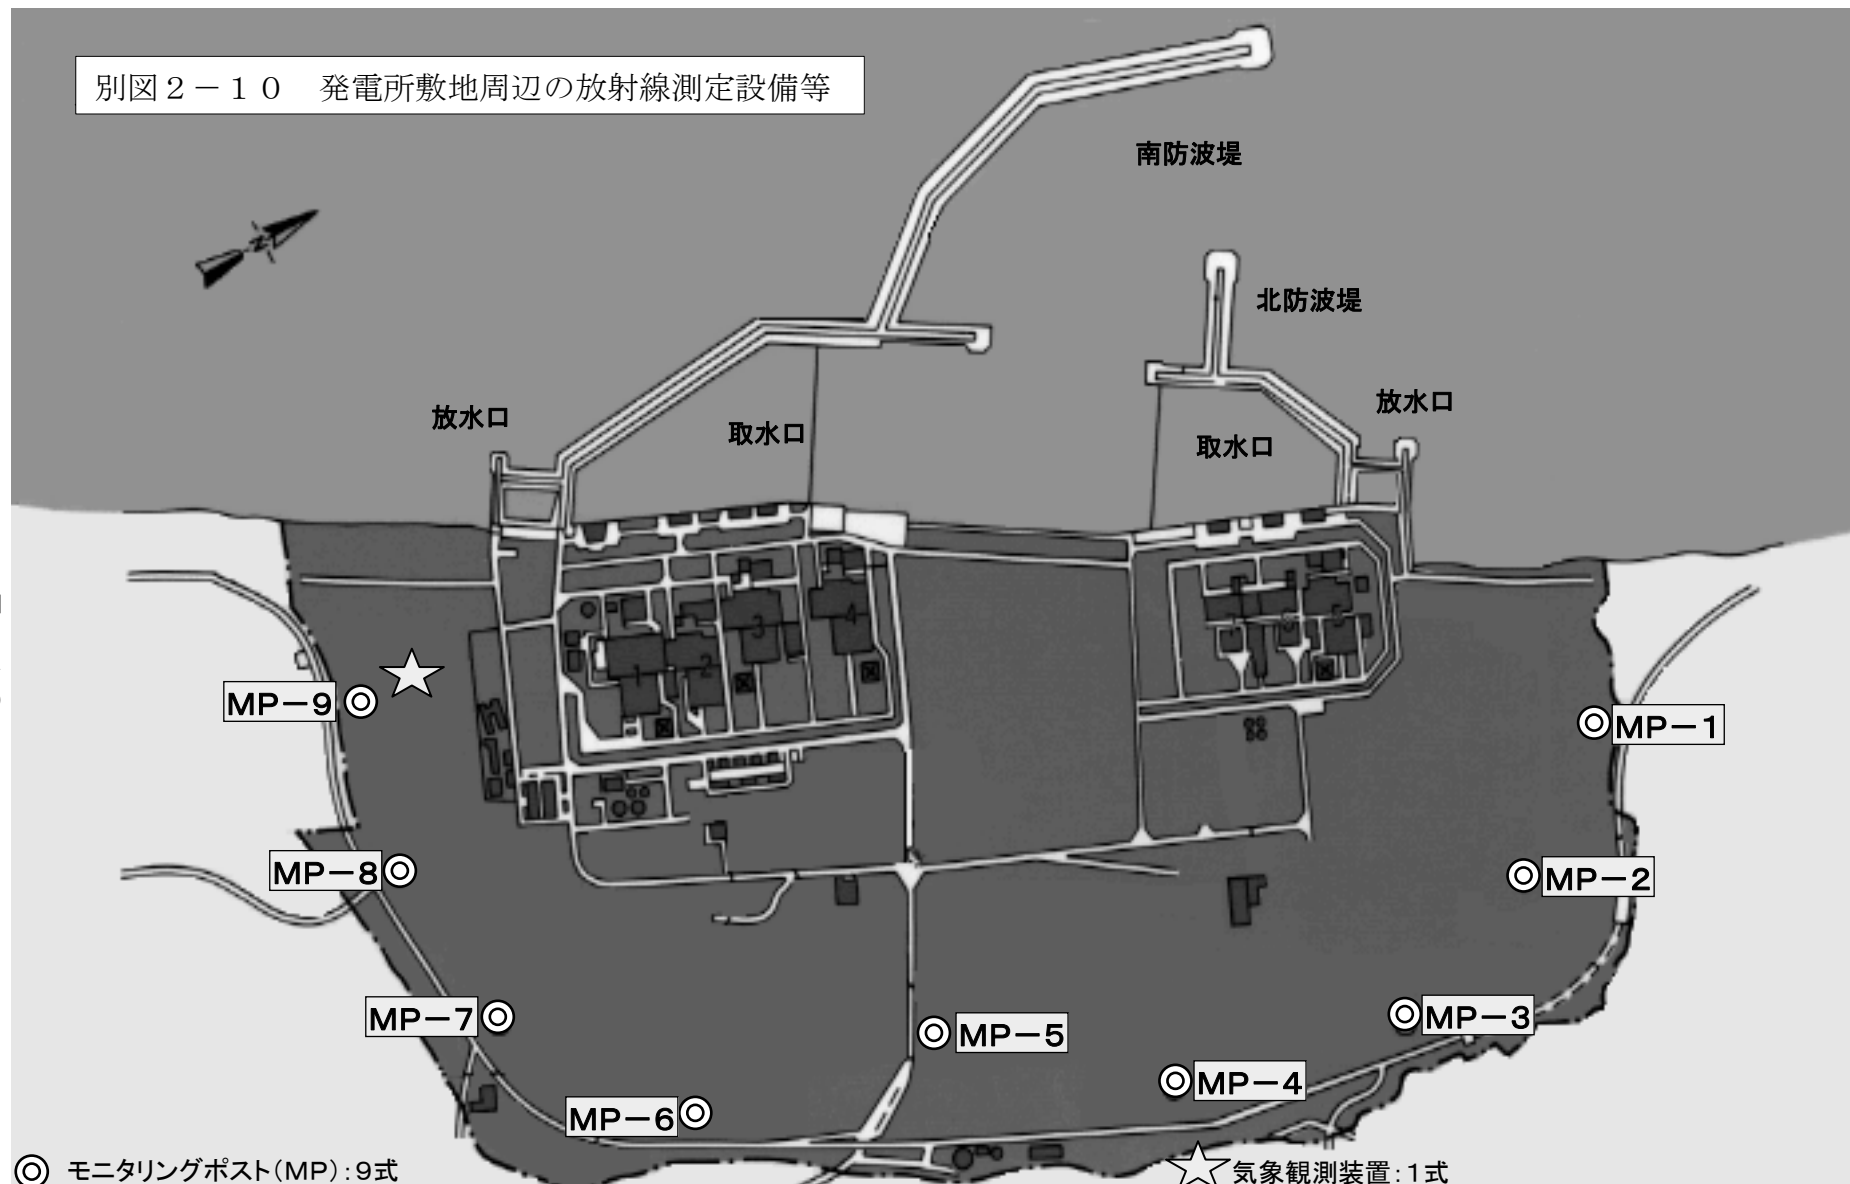 別図2-10 発電所敷地周辺の放射線測定設備等
南防波堤
N
北防波堤
放水口
取水口
放水口
取水口
1
2
3
4
MP-9
MP-1
MP-8
MP-2
MP-7
MP-5
MP-3
MP-4
MP-6
モニタリングポスト(MP):9式
気象観測装置:1式